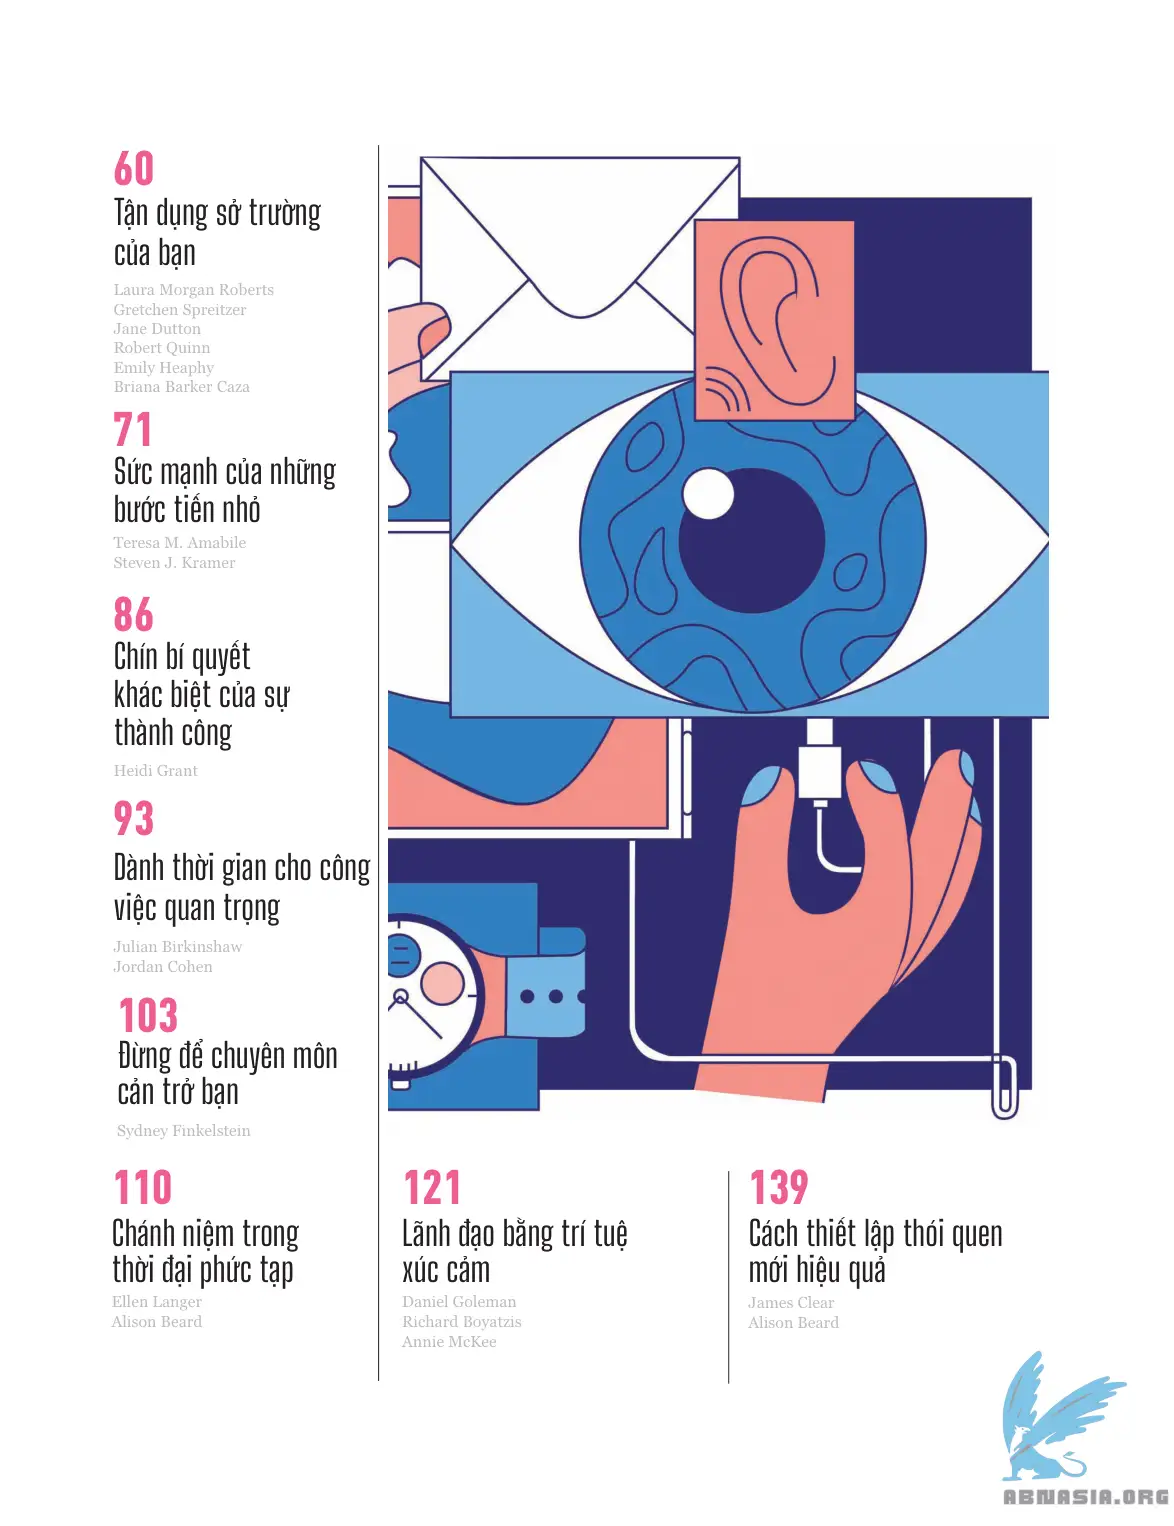 60
Tận dụng sở trường
của bạn
Laura Morgan Roberts
Gretchen Spreitzer
Jane Dutton
Robert Quinn
Emily Heaphy
Briana Barker Caza
71
Sức mạnh của những
bước tiến nhỏ
Teresa M. Amabile
Steven J. Kramer
86
Chín bí quyết
khác biệt của sự
thành công
Heidi Grant
93
Dành thời gian cho công
việc quan trọng
Julian Birkinshaw
Jordan Cohen
103
Đừng để chuyên môn
cản trở bạn
Sydney Finkelstein
110
Chánh niệm trong
thời đại phức tạp
Ellen Langer
Alison Beard
121
Lãnh đạo bằng trí tuệ
xúc cảm
Daniel Goleman
Richard Boyatzis
Annie McKee
139
Cách thiết lập thói quen
mới hiệu quả
James Clear
Alison Beard
ABNASIA.ORG